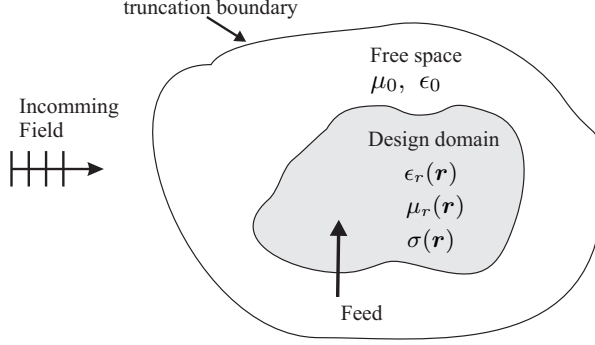 truncation boundary
Free space
μ₀, ϵ₀
Incomming
Field
Design domain
ϵᵣ(r)
μᵣ(r)
σ(r)
Feed